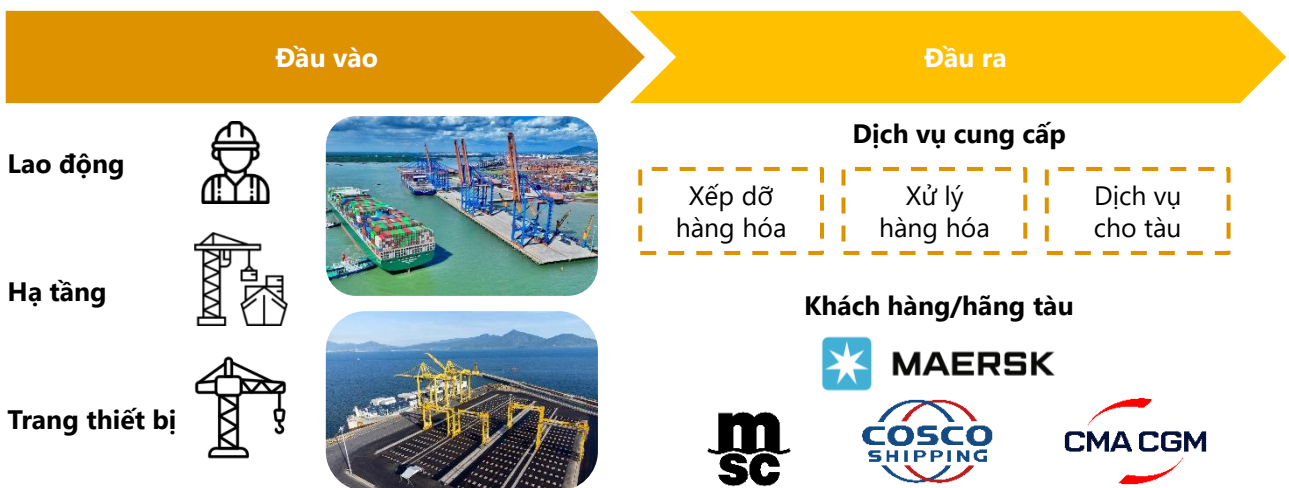 Đầu vào
Đầu ra
Lao động
Hạ tầng
Trang thiết bị
Dịch vụ cung cấp
Xếp dỡ
hàng hóa
Xử lý
hàng hóa
Dịch vụ
cho tàu
Khách hàng/hãng tàu
MAERSK
msc
COSCO
SHIPPING
CMA CGM